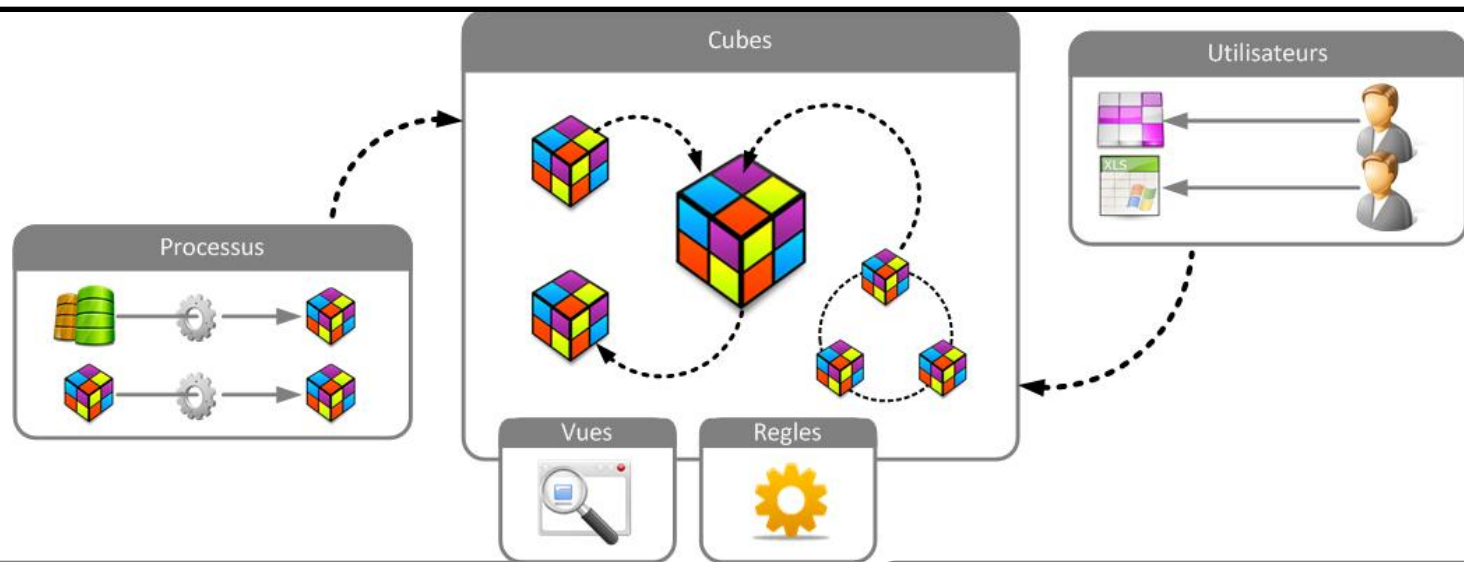 Cubes
Utilisateurs
XLS
Processus
Vues
Regles